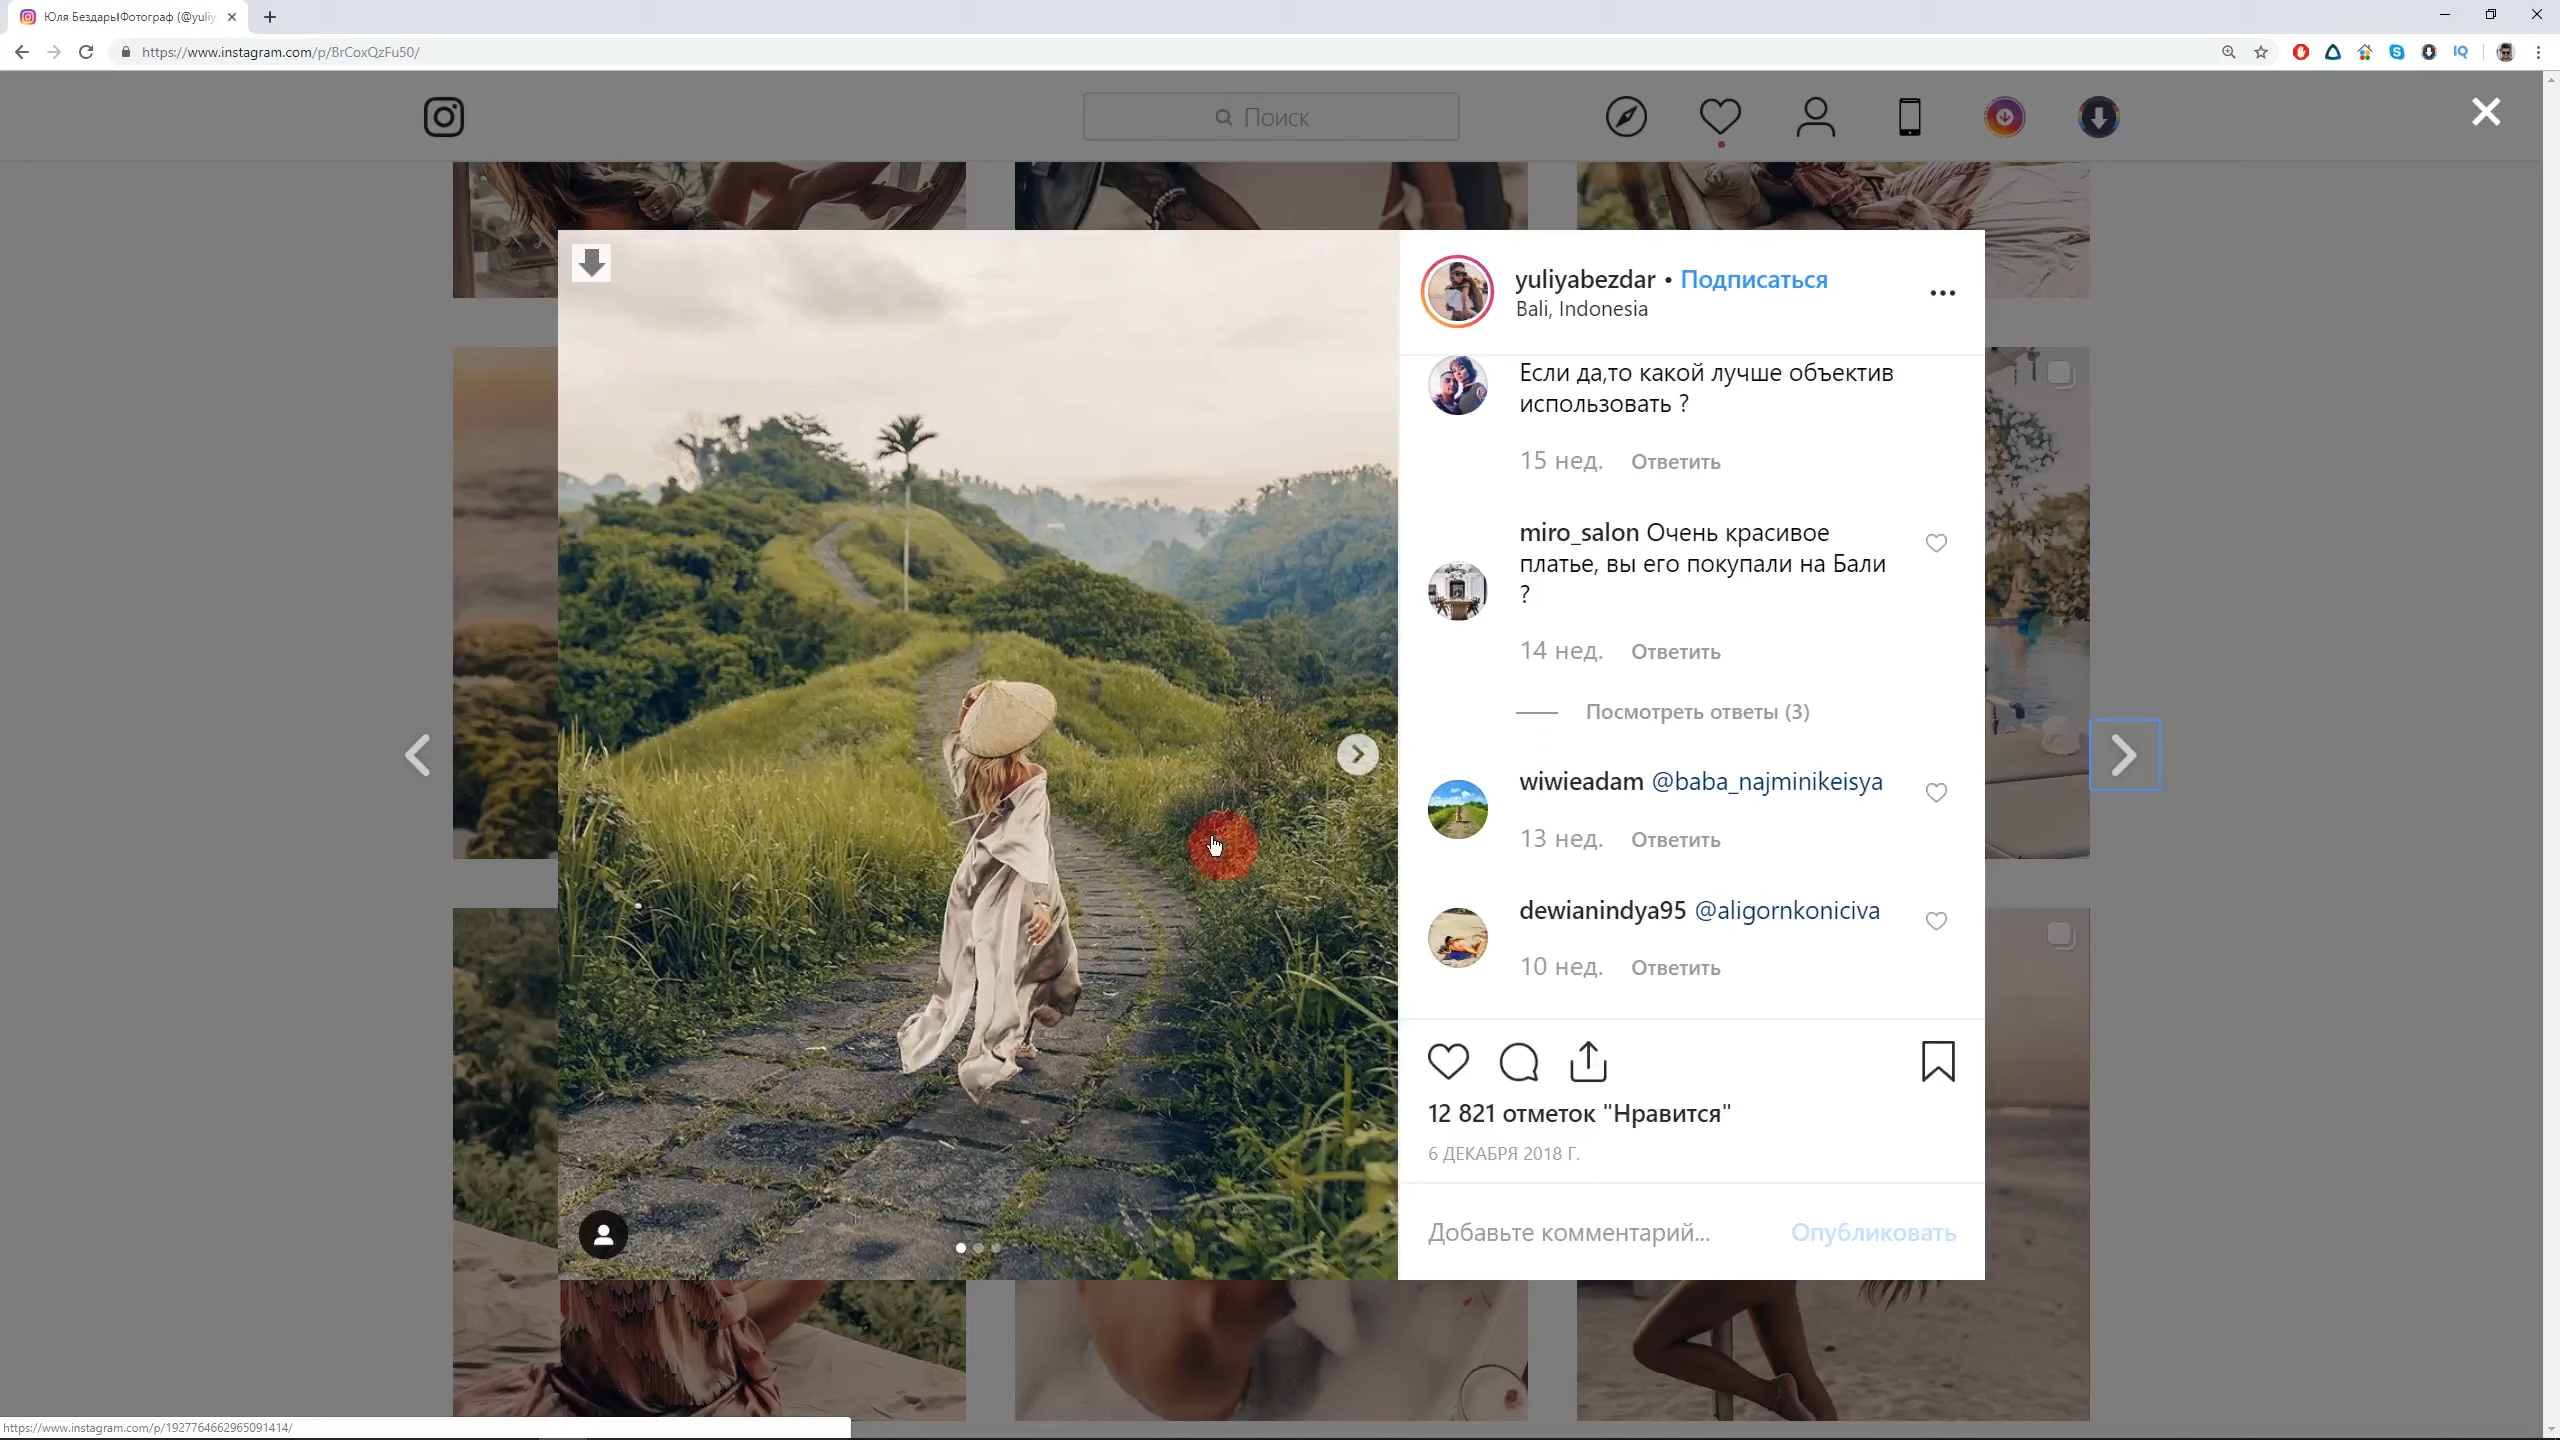 Юля Бездарь|Фотограф (@yuliy
https://www.instagram.com/p/BrCoxQzFu50/
IQ
Поиск
yuliyabezdar • Подписаться
Bali, Indonesia
Если да,то какой лучше объектив
использовать ?
15 нед. Ответить
miro_salon Очень красивое
платье, вы его покупали на Бали
?
14 нед. Ответить
Посмотреть ответы (3)
wiwieadam @baba_najminikeisya
13 нед. Ответить
dewianindya95 @aligornkoniciva
10 нед. Ответить
12 821 отметок "Нравится"
6 ДЕКАБРЯ 2018 Г.
Добавьте комментарий... Опубликовать
https://www.instagram.com/p/1927764662965091414/